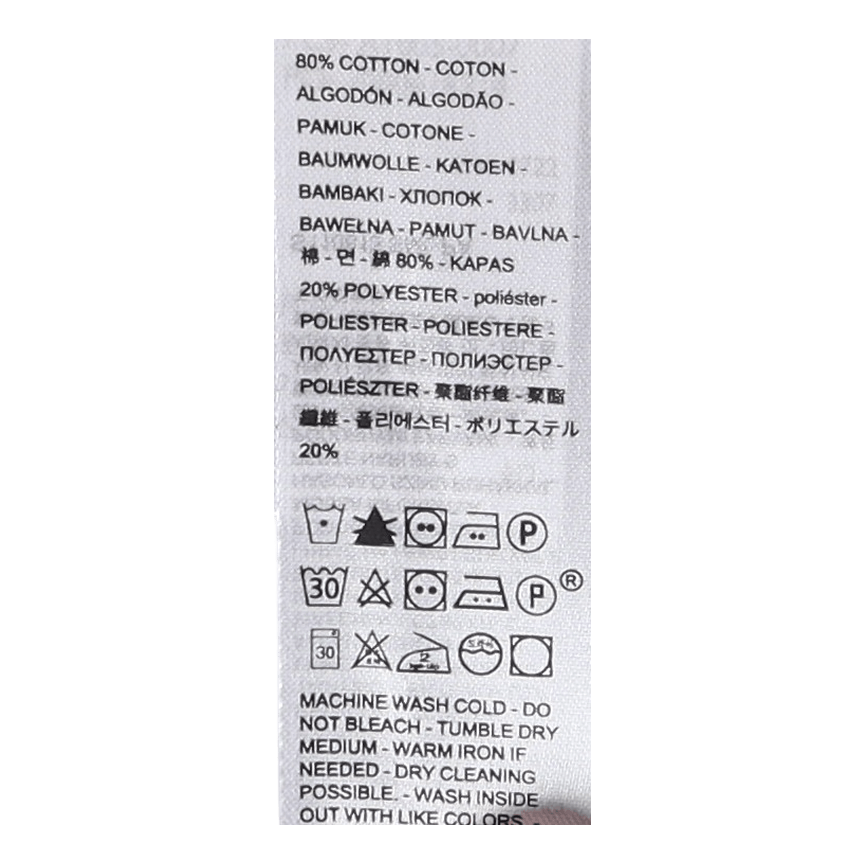 80% COTTON - COTON -
ALGODÓN - ALGODÃO -
PAMUK - COTONE -
BAUMWOLLE - KATOEN -
BAMBAKI - ХЛОПОК -
BAWEŁNA - PAMUT - BAVLNA -
棉 - 면 - 綿 80% - KAPAS
20% POLYESTER - poliéster -
POLIESTER - POLIESTERE -
ΠΟΛΥΕΣΤΕΡ - ПОЛИЭСТЕР -
POLIÉSZTER - 聚酯纤维 - 聚酯
纖維 - 폴리에스터 - ポリエステル
20%
P
30 P ®
30 2
MACHINE WASH COLD - DO
NOT BLEACH - TUMBLE DRY
MEDIUM - WARM IRON IF
NEEDED - DRY CLEANING
POSSIBLE. - WASH INSIDE
OUT WITH LIKE COLORS. -